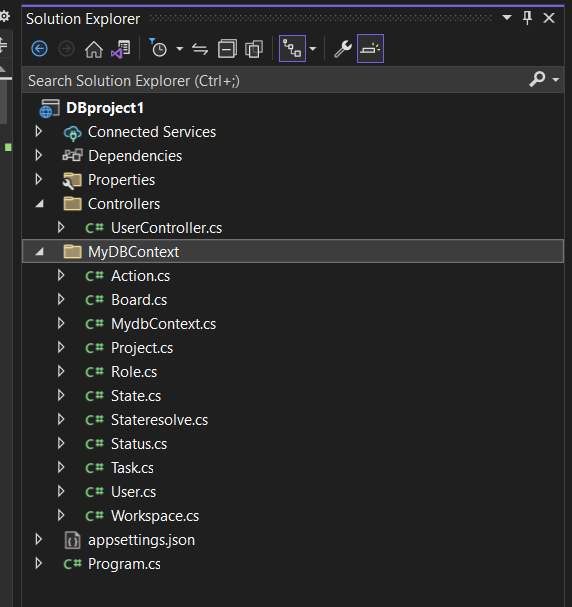 Solution Explorer
Search Solution Explorer (Ctrl+;)
DBproject1
Connected Services
Dependencies
Properties
Controllers
C# UserController.cs
MyDBContext
C# Action.cs
C# Board.cs
C# MydbContext.cs
C# Project.cs
C# Role.cs
C# State.cs
C# Stateresolve.cs
C# Status.cs
C# Task.cs
C# User.cs
C# Workspace.cs
appsettings.json
C# Program.cs